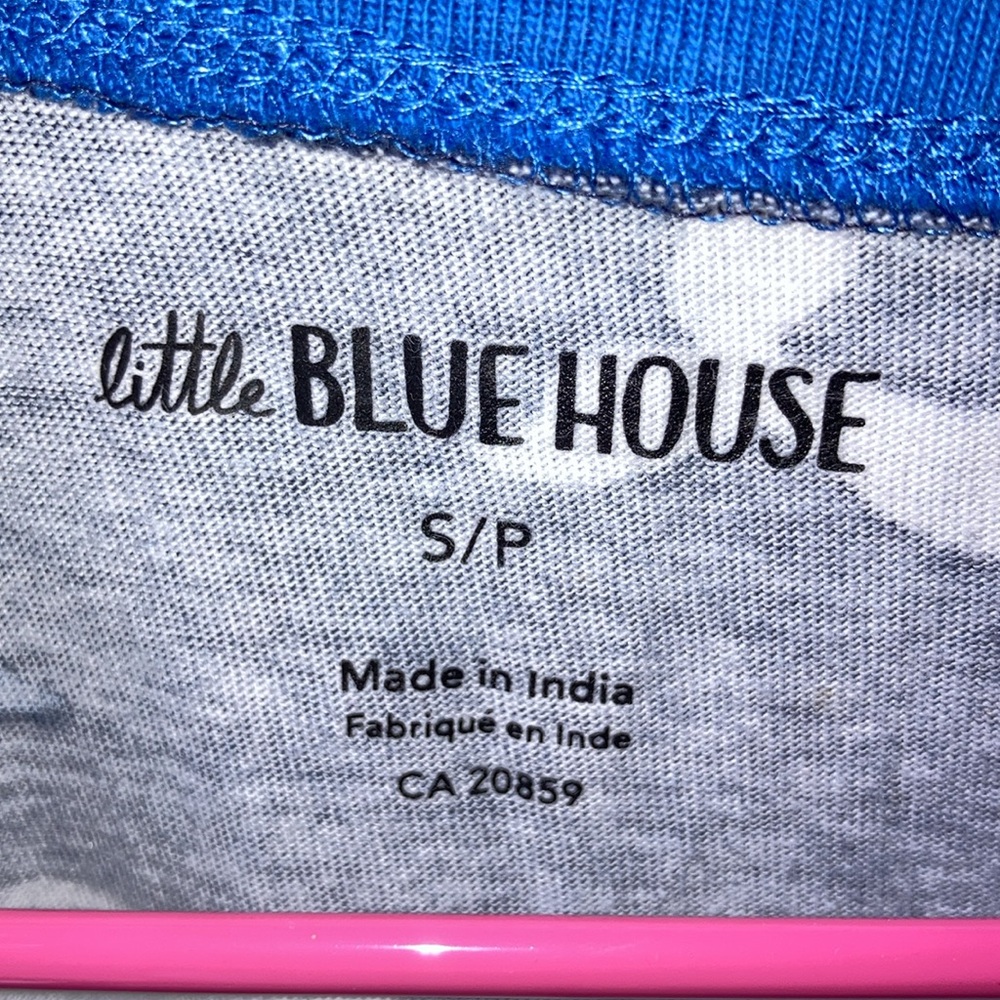 little BLUE HOUSE
S/P
Made in India
Fabriqué en Inde
CA 20859